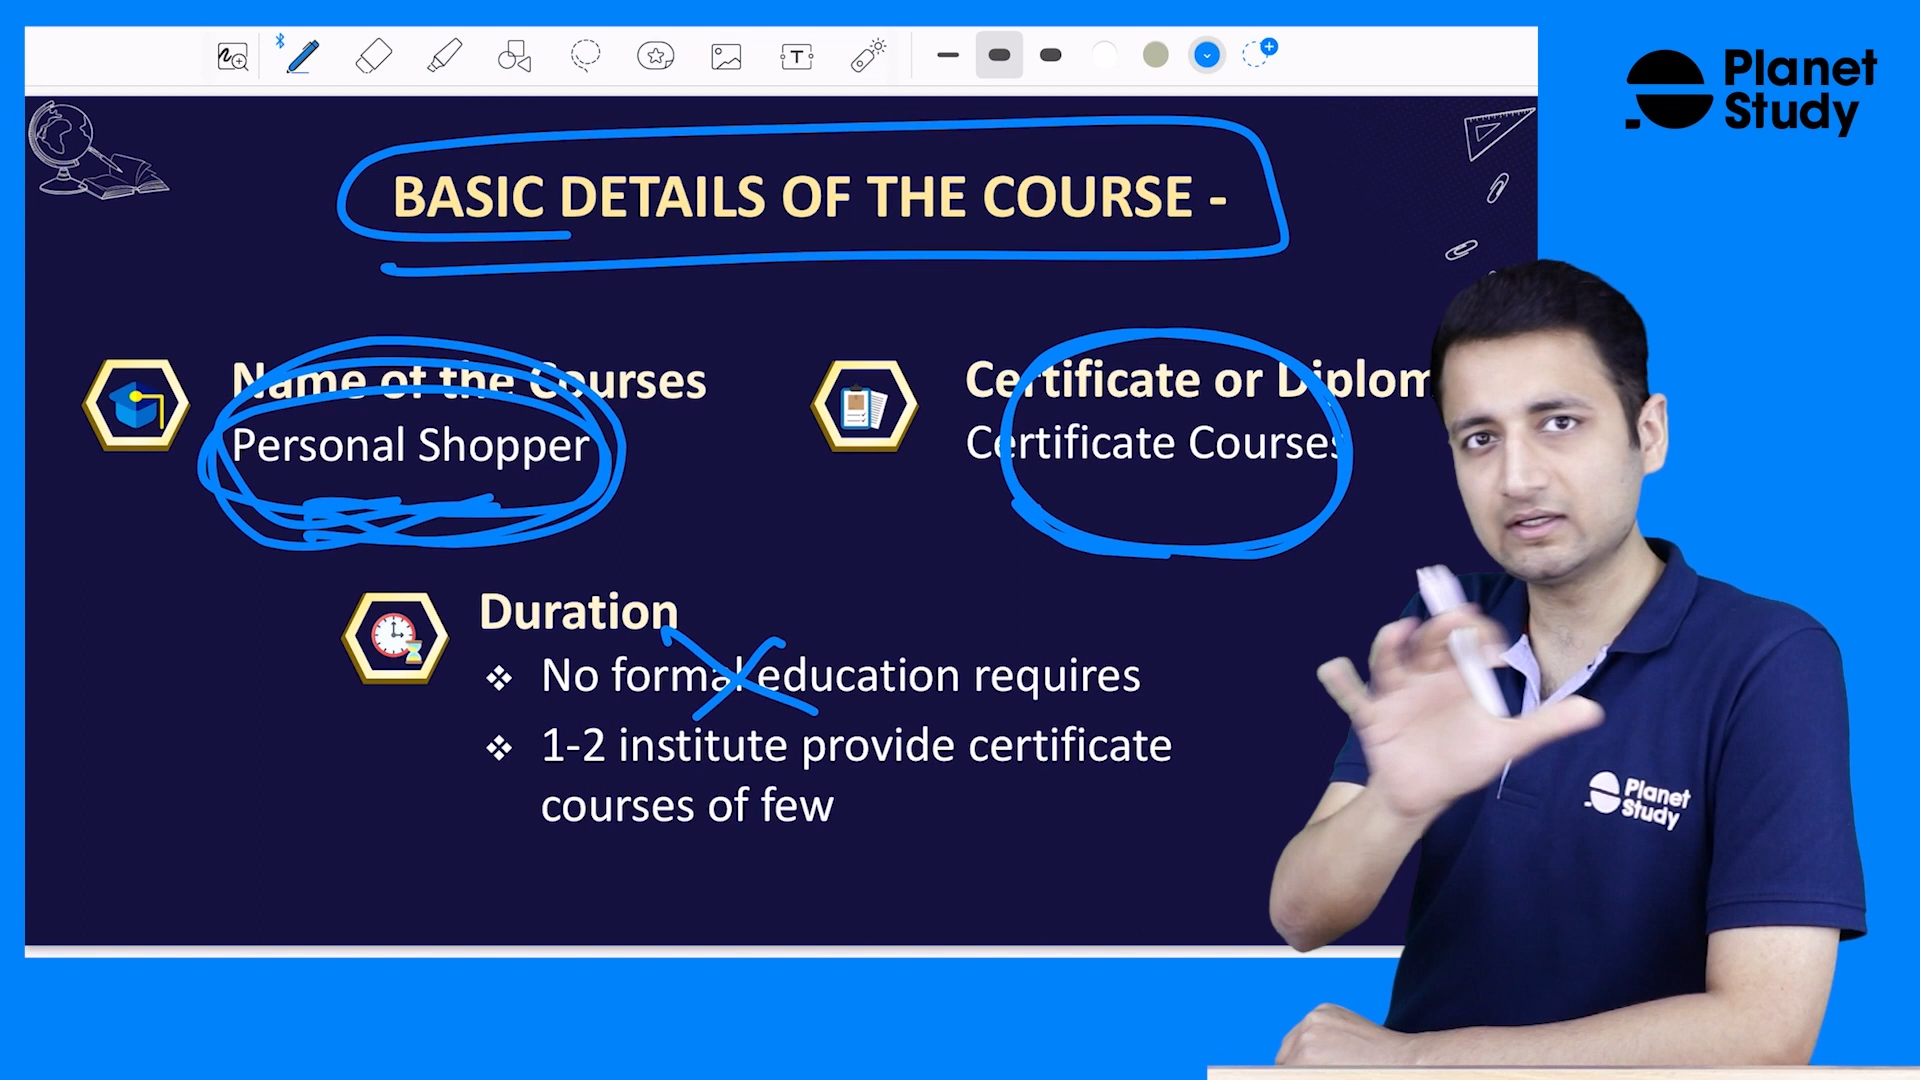 Planet
Study
BASIC DETAILS OF THE COURSE -
Name of the Courses
Personal Shopper
Certificate or Diplom
Certificate Courses
Duration
❖ No formal education requires
❖ 1-2 institute provide certificate
courses of few
Planet
Study